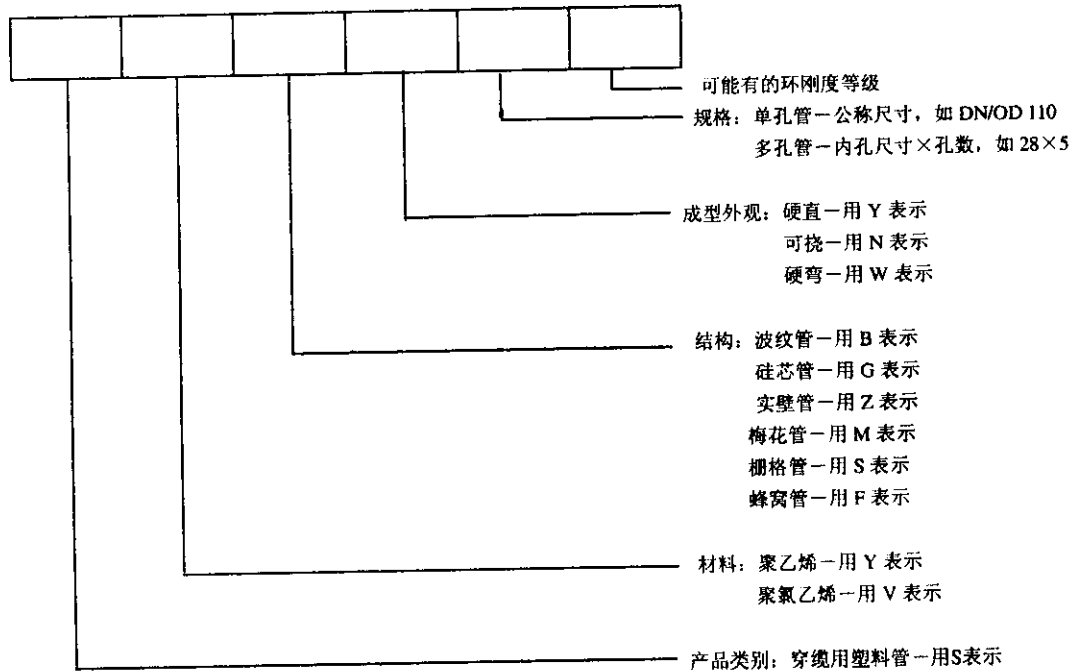 可能有的环刚度等级
规格：单孔管－公称尺寸，如 DN/OD 110
多孔管－内孔尺寸×孔数，如 28×5
成型外观：硬直－用 Y 表示
可挠－用 N 表示
硬弯－用 W 表示
结构：波纹管－用 B 表示
硅芯管－用 G 表示
实壁管－用 Z 表示
梅花管－用 M 表示
栅格管－用 S 表示
蜂窝管－用 F 表示
材料：聚乙烯－用 Y 表示
聚氯乙烯－用 V 表示
产品类别：穿缆用塑料管－用S表示